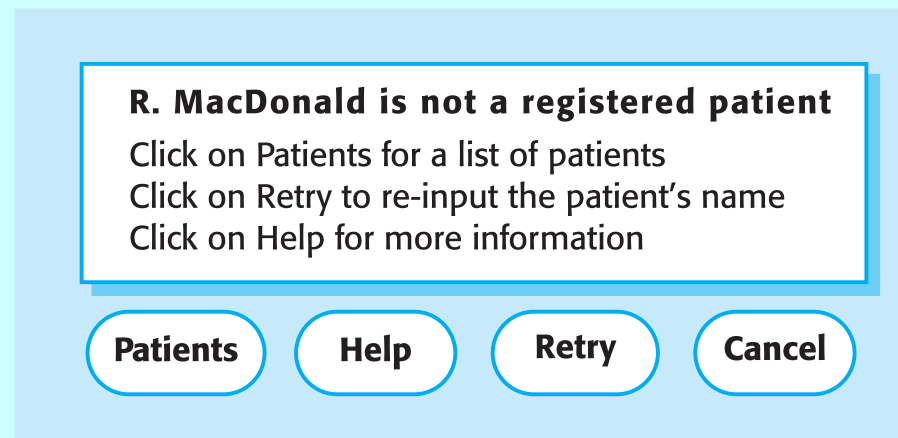 R. MacDonald is not a registered patient
Click on Patients for a list of patients
Click on Retry to re-input the patient’s name
Click on Help for more information
Patients Help Retry Cancel